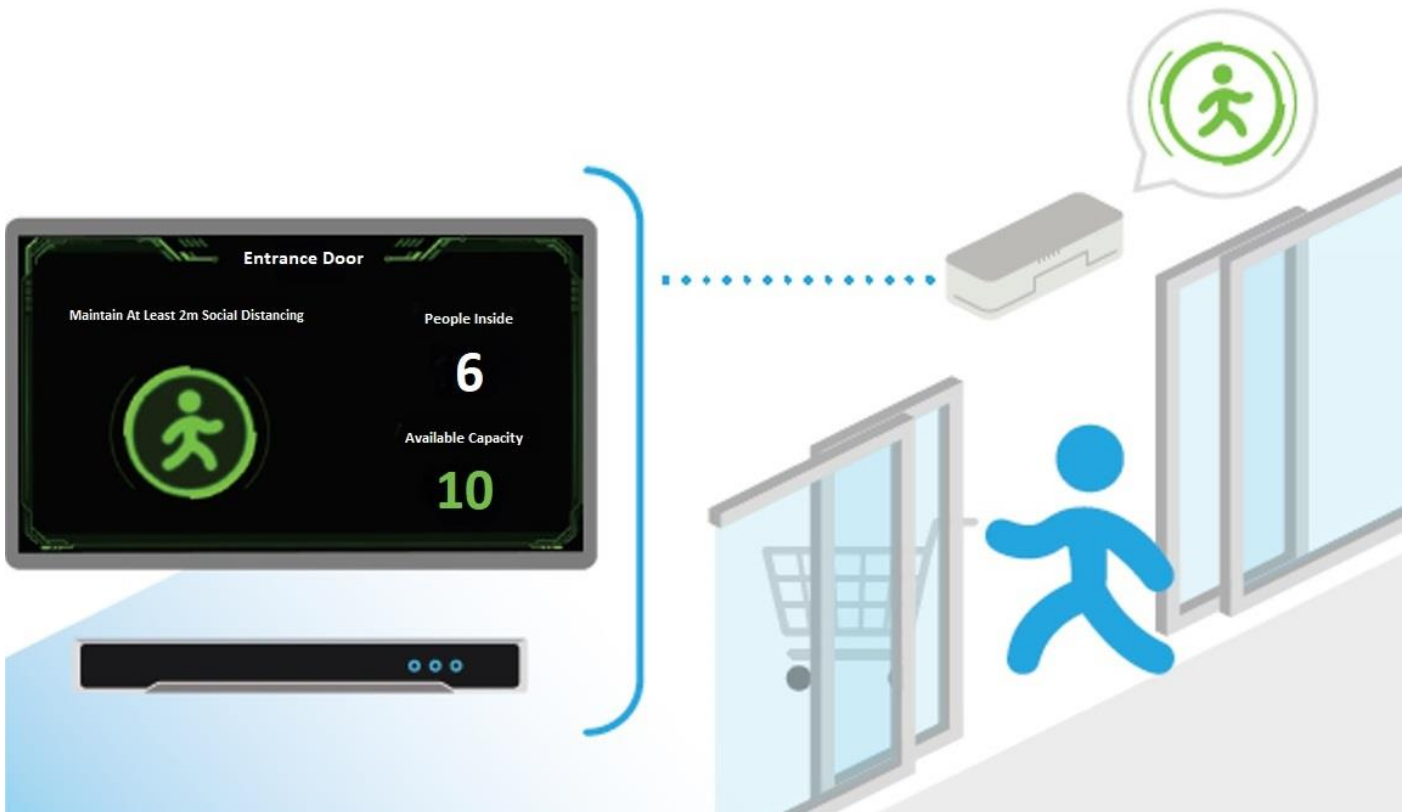 Entrance Door
Maintain At Least 2m Social Distancing
People Inside
6
Available Capacity
10